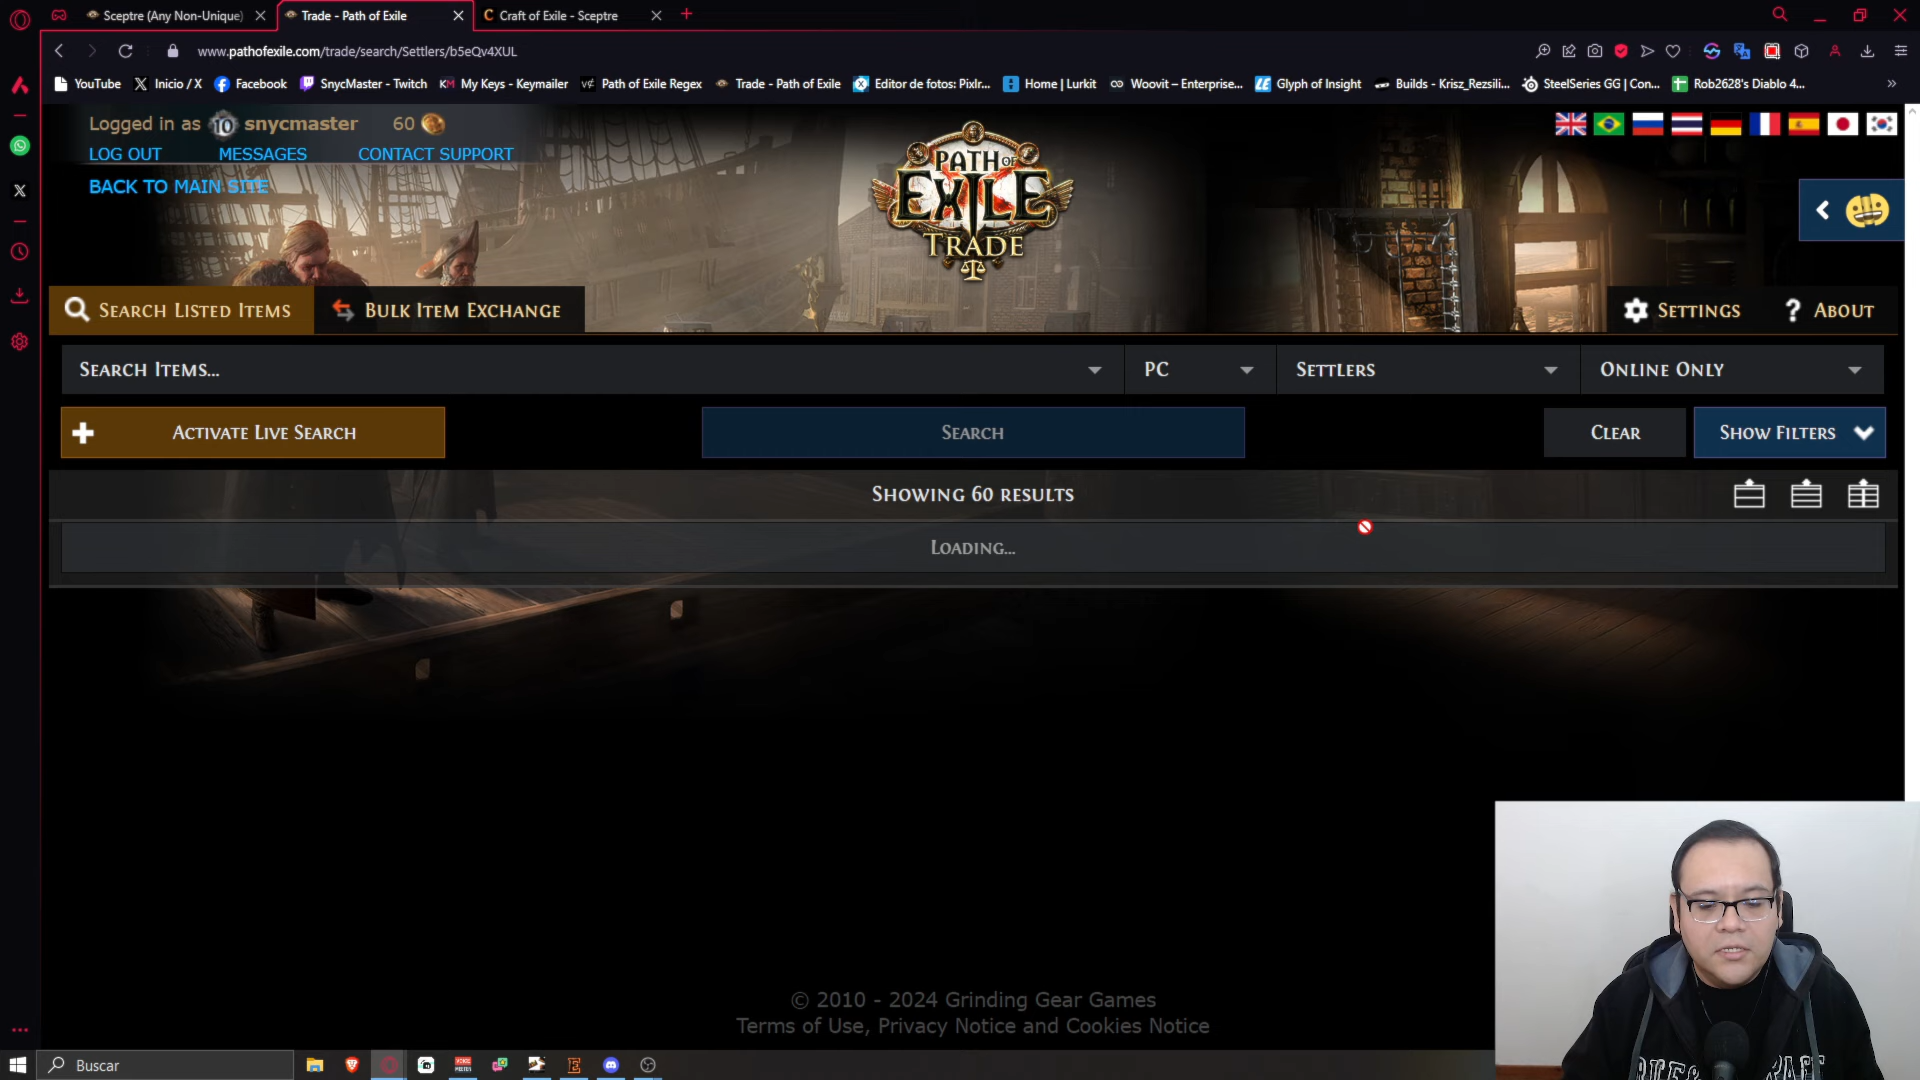 Sceptre (Any Non-Unique)
Trade - Path of Exile
C Craft of Exile - Sceptre
www.pathofexile.com/trade/search/Settlers/b5eQv4XUL
YouTube
Inicio / X
Facebook
SnycMaster - Twitch
KM My Keys - Keymailer
Path of Exile Regex
Trade - Path of Exile
Editor de fotos: Pixlr...
Home | Lurkit
Woovit – Enterprise...
LE Glyph of Insight
Builds - Krisz_Rezsili...
SteelSeries GG | Con...
Rob2628's Diablo 4...
Logged in as 10 snycmaster 60
LOG OUT MESSAGES CONTACT SUPPORT
BACK TO MAIN SITE
PATH OF
EXILE
TRADE
Search Listed Items
Bulk Item Exchange
Settings
? About
Search Items...
PC
Settlers
Online Only
Activate Live Search
Search
Clear
Show Filters
Showing 60 results
Loading...
© 2010 - 2024 Grinding Gear Games
Terms of Use, Privacy Notice and Cookies Notice
Buscar